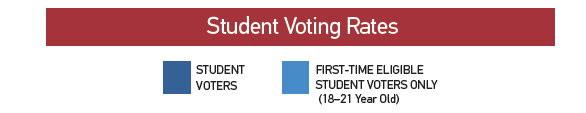 Student Voting Rates
STUDENT
VOTERS
FIRST-TIME ELIGIBLE
STUDENT VOTERS ONLY
(18–21 Year Old)